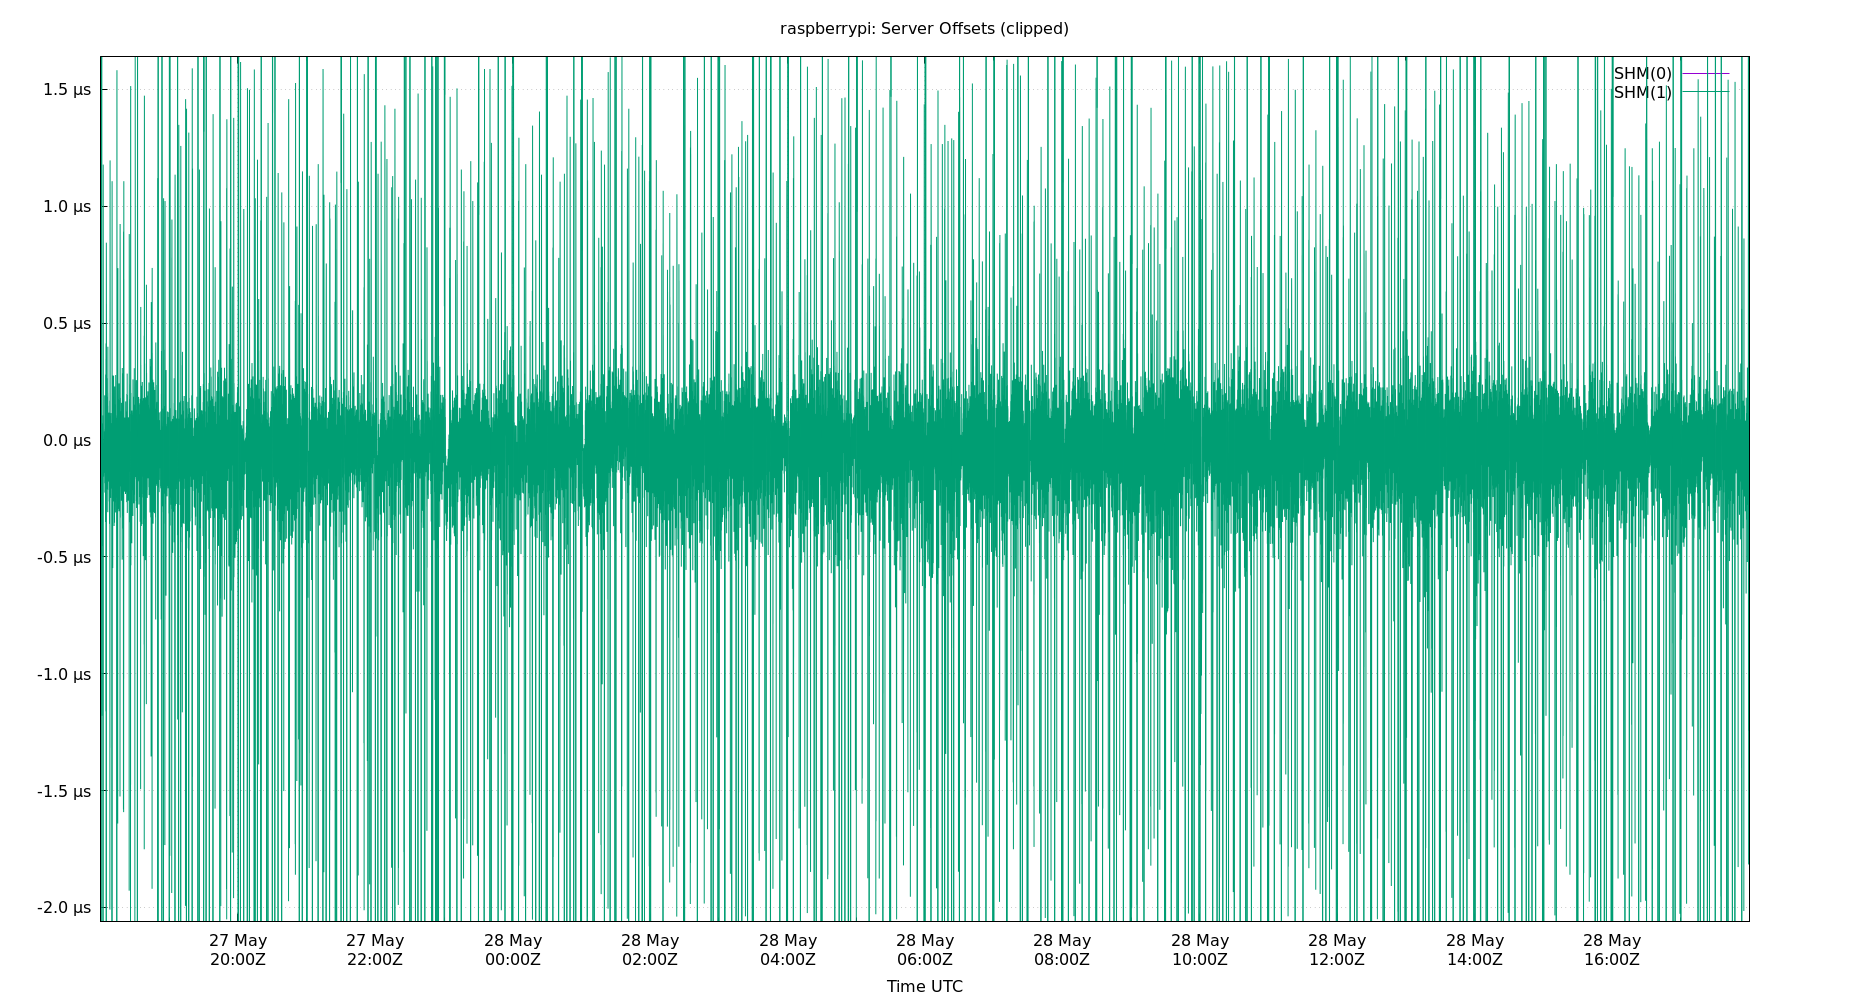 raspberrypi: Server Offsets (clipped)
SHM(0)
SHM(1)
1.5 µs
1.0 µs
0.5 µs
0.0 µs
-0.5 µs
-1.0 µs
-1.5 µs
-2.0 µs
27 May 27 May 28 May 28 May 28 May 28 May 28 May 28 May 28 May 28 May 28 May
20:00Z 22:00Z 00:00Z 02:00Z 04:00Z 06:00Z 08:00Z 10:00Z 12:00Z 14:00Z 16:00Z
Time UTC